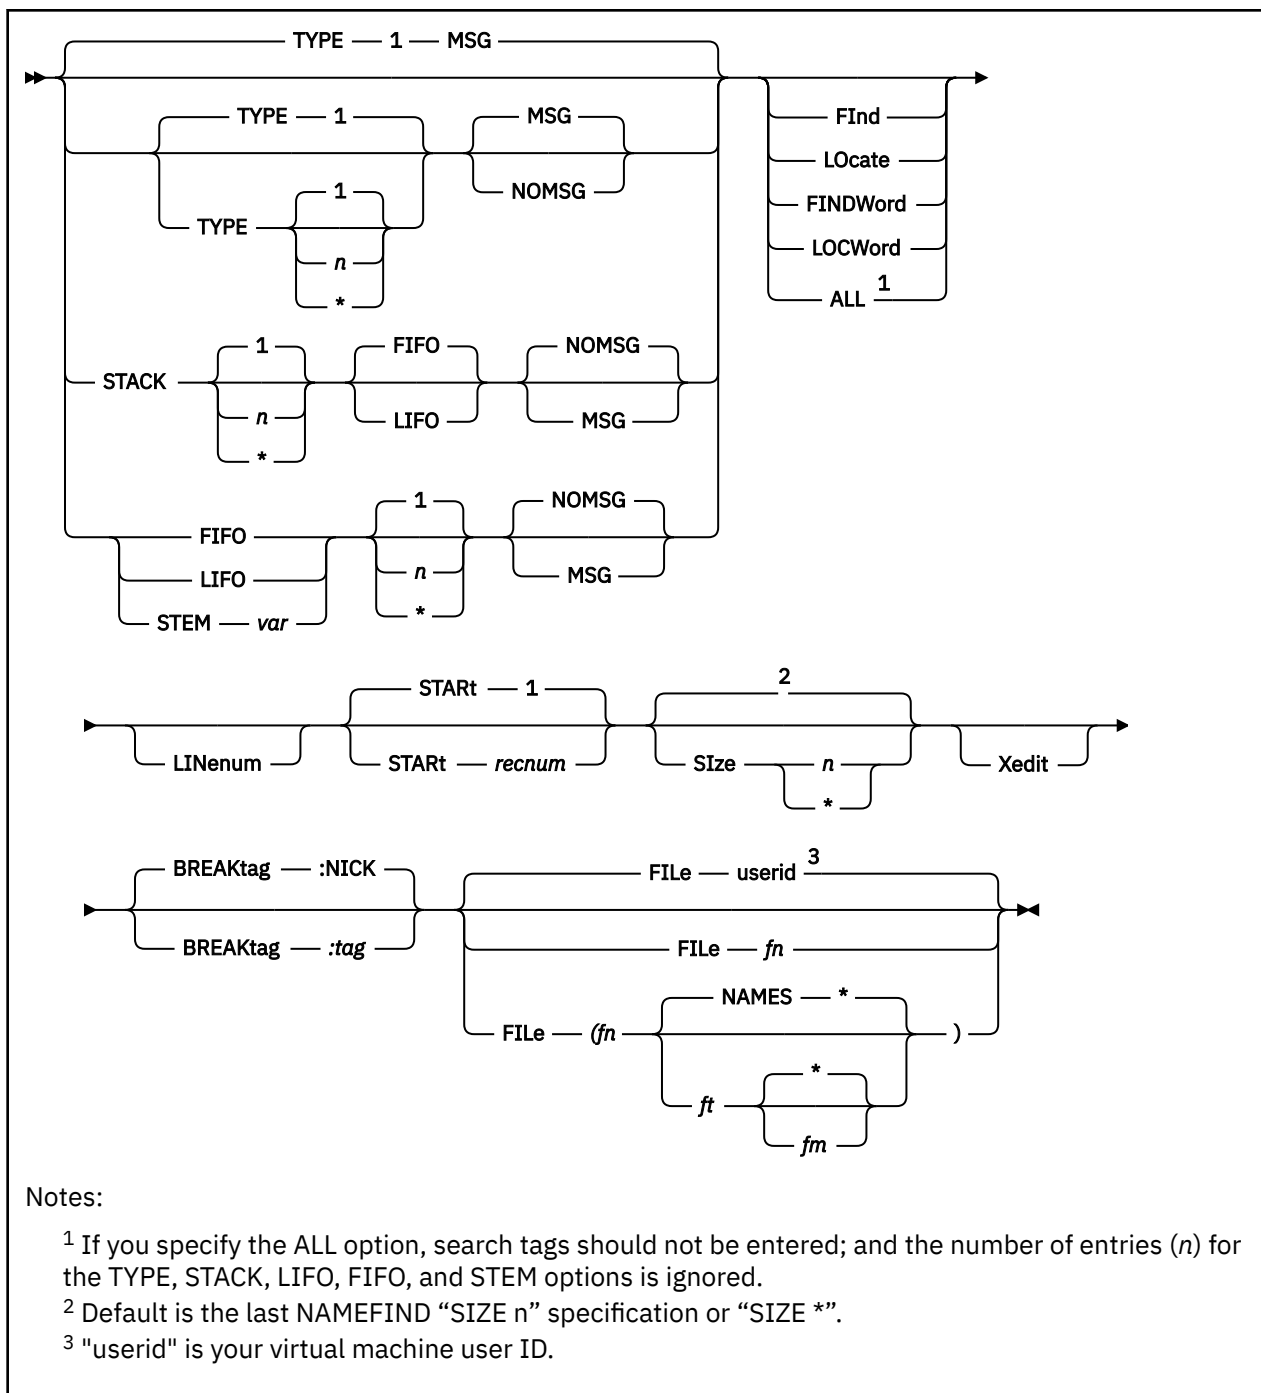 TYPE 1 MSG
TYPE 1 MSG FInd
LOcate
1 NOMSG
TYPE FINDWord
n LOCWord
* ALL 1
1 FIFO NOMSG
STACK
n LIFO MSG
*
1 NOMSG
FIFO
LIFO n MSG
STEM var *
STARt 1 2
LINenum STARt recnum SIze n Xedit
*
BREAKtag :NICK FILe userid 3
BREAKtag :tag FILe fn
NAMES *
FILe (fn )
*
ft
fm
Notes:
1 If you specify the ALL option, search tags should not be entered; and the number of entries (n) for
the TYPE, STACK, LIFO, FIFO, and STEM options is ignored.
2 Default is the last NAMEFIND “SIZE n” specification or “SIZE *”.
3 "userid" is your virtual machine user ID.